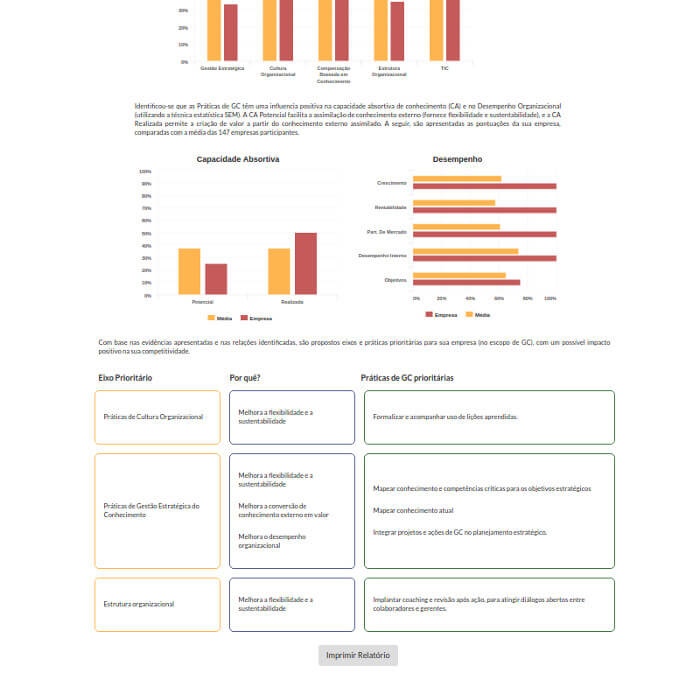 30%
20%
10%
0%
Gestão Estratégica
Cultura
Organizacional
Compensação
Baseada em
Conhecimento
Estrutura
Organizacional
TIC
Identificou-se que as Práticas de GC têm uma influencia positiva na capacidade absortiva de conhecimento (CA) e no Desempenho Organizacional
(utilizando a técnica estatística SEM). A CA Potencial facilita a assimilação de conhecimento externo (fornece flexibilidade e sustentabilidade), e a CA
Realizada permite a criação de valor a partir do conhecimento externo assimilado. A seguir, são apresentadas as pontuações da sua empresa,
comparadas com a média das 147 empresas participantes.
Capacidade Absortiva
100%
90%
80%
70%
60%
50%
40%
30%
20%
10%
0%
Potencial
Realizada
Média
Empresa
Desempenho
Crescimento
Rentabilidade
Part. De Mercado
Desempenho Interno
Objetivos
0%
20%
40%
60%
80%
100%
Empresa
Média
Com base nas evidências apresentadas e nas relações identificadas, são propostos eixos e práticas prioritárias para sua empresa (no escopo de GC), com um possível impacto
positivo na sua competitividade.
Eixo Prioritário
Por quê?
Práticas de GC prioritárias
Práticas de Cultura Organizacional
Melhora a flexibilidade e a
sustentabilidade
Formalizar e acompanhar uso de lições aprendidas.
Práticas de Gestão Estratégica do
Conhecimento
Melhora a flexibilidade e a
sustentabilidade
Melhora a conversão de
conhecimento externo em valor
Melhora o desempenho
organizacional
Mapear conhecimento e competências críticas para os objetivos estratégicos
Mapear conhecimento atual
Integrar projetos e ações de GC no planejamento estratégico.
Estrutura organizacional
Melhora a flexibilidade e a
sustentabilidade
Implantar coaching e revisão após ação, para atingir diálogos abertos entre
colaboradores e gerentes.
Imprimir Relatório